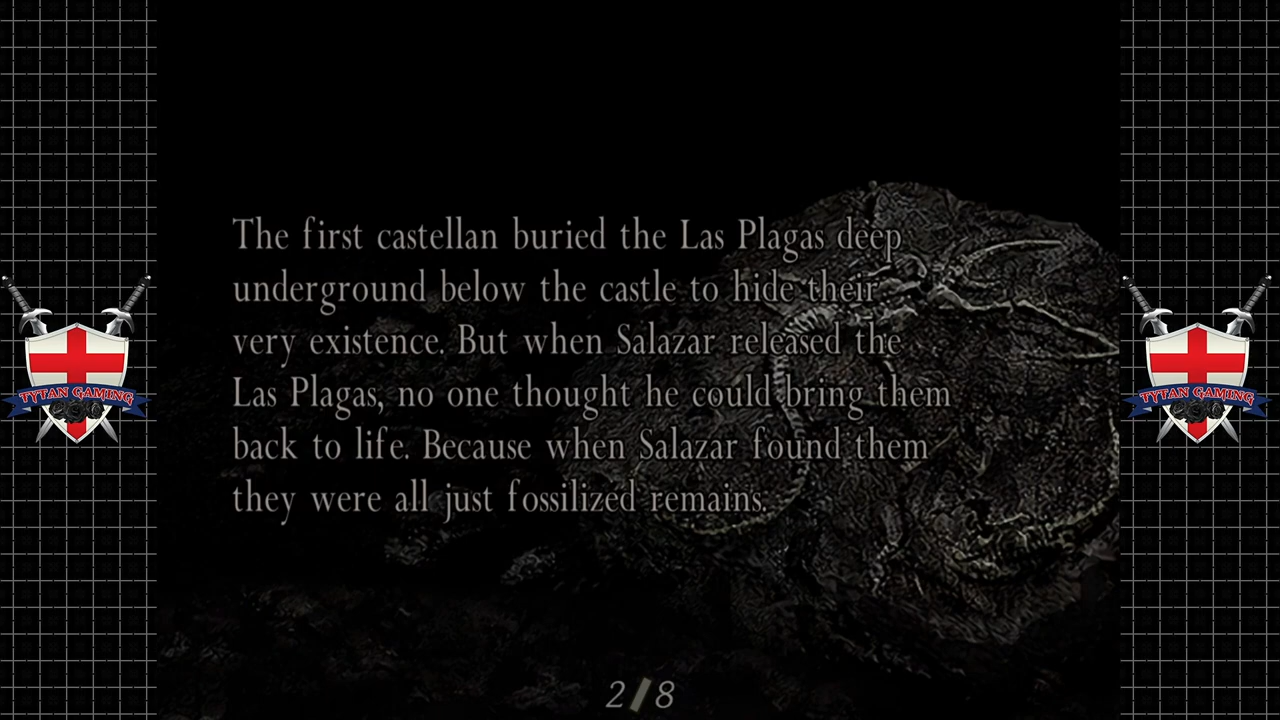 The first castellan buried the Las Plagas deep
underground below the castle to hide their
very existence. But when Salazar released the
Las Plagas, no one thought he could bring them
back to life. Because when Salazar found them
they were all just fossilized remains.
TYTAN GAMING
TYTAN GAMING
2/8